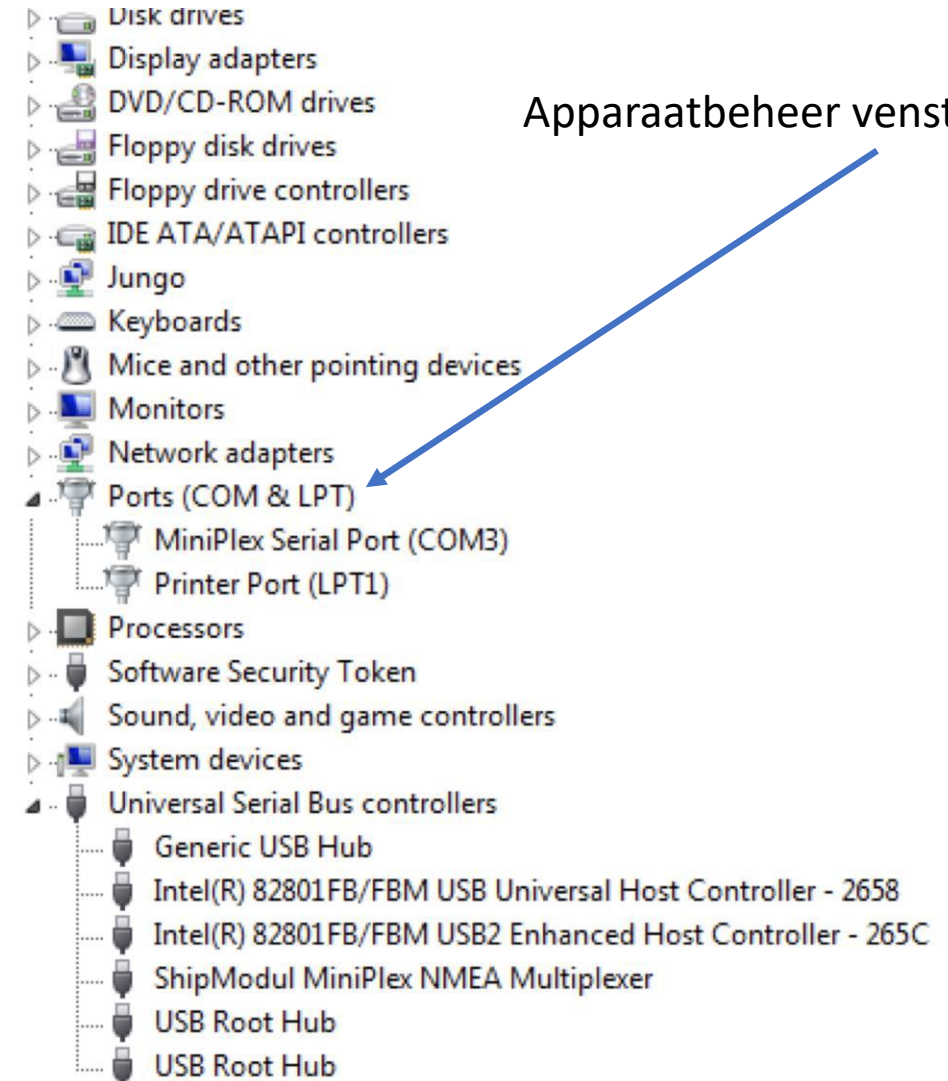 Disk drives
Display adapters
DVD/CD-ROM drives
Apparaatbeheer venst
Floppy disk drives
Floppy drive controllers
IDE ATA/ATAPI controllers
Jungo
Keyboards
Mice and other pointing devices
Monitors
Network adapters
Ports (COM & LPT)
MiniPlex Serial Port (COM3)
Printer Port (LPT1)
Processors
Software Security Token
Sound, video and game controllers
System devices
Universal Serial Bus controllers
Generic USB Hub
Intel(R) 82801FB/FBM USB Universal Host Controller - 2658
Intel(R) 82801FB/FBM USB2 Enhanced Host Controller - 265C
ShipModul MiniPlex NMEA Multiplexer
USB Root Hub
USB Root Hub